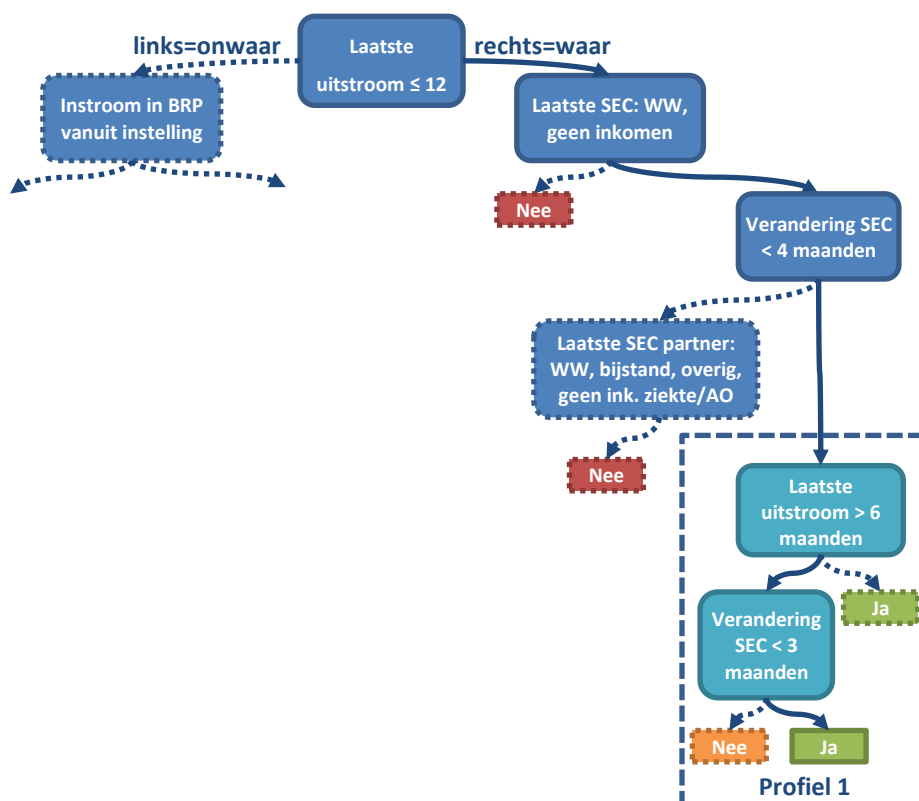 links=onwaar
Laatste
uitstroom ≤ 12
rechts=waar
Instroom in BRP
vanuit instelling
Laatste SEC: WW,
geen inkomen
Nee
Verandering SEC
< 4 maanden
Laatste SEC partner:
WW, bijstand, overig,
geen ink. ziekte/AO
Nee
Laatste
uitstroom > 6
maanden
Ja
Verandering
SEC < 3
maanden
Nee
Ja
Profiel 1